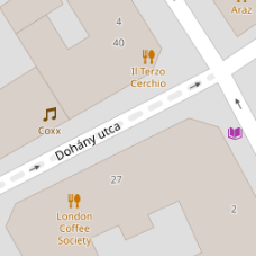 4
Araz
40
Il Terzo
Cerchio
Coxx
Dohány utca
27
London
Coffee
Society
2